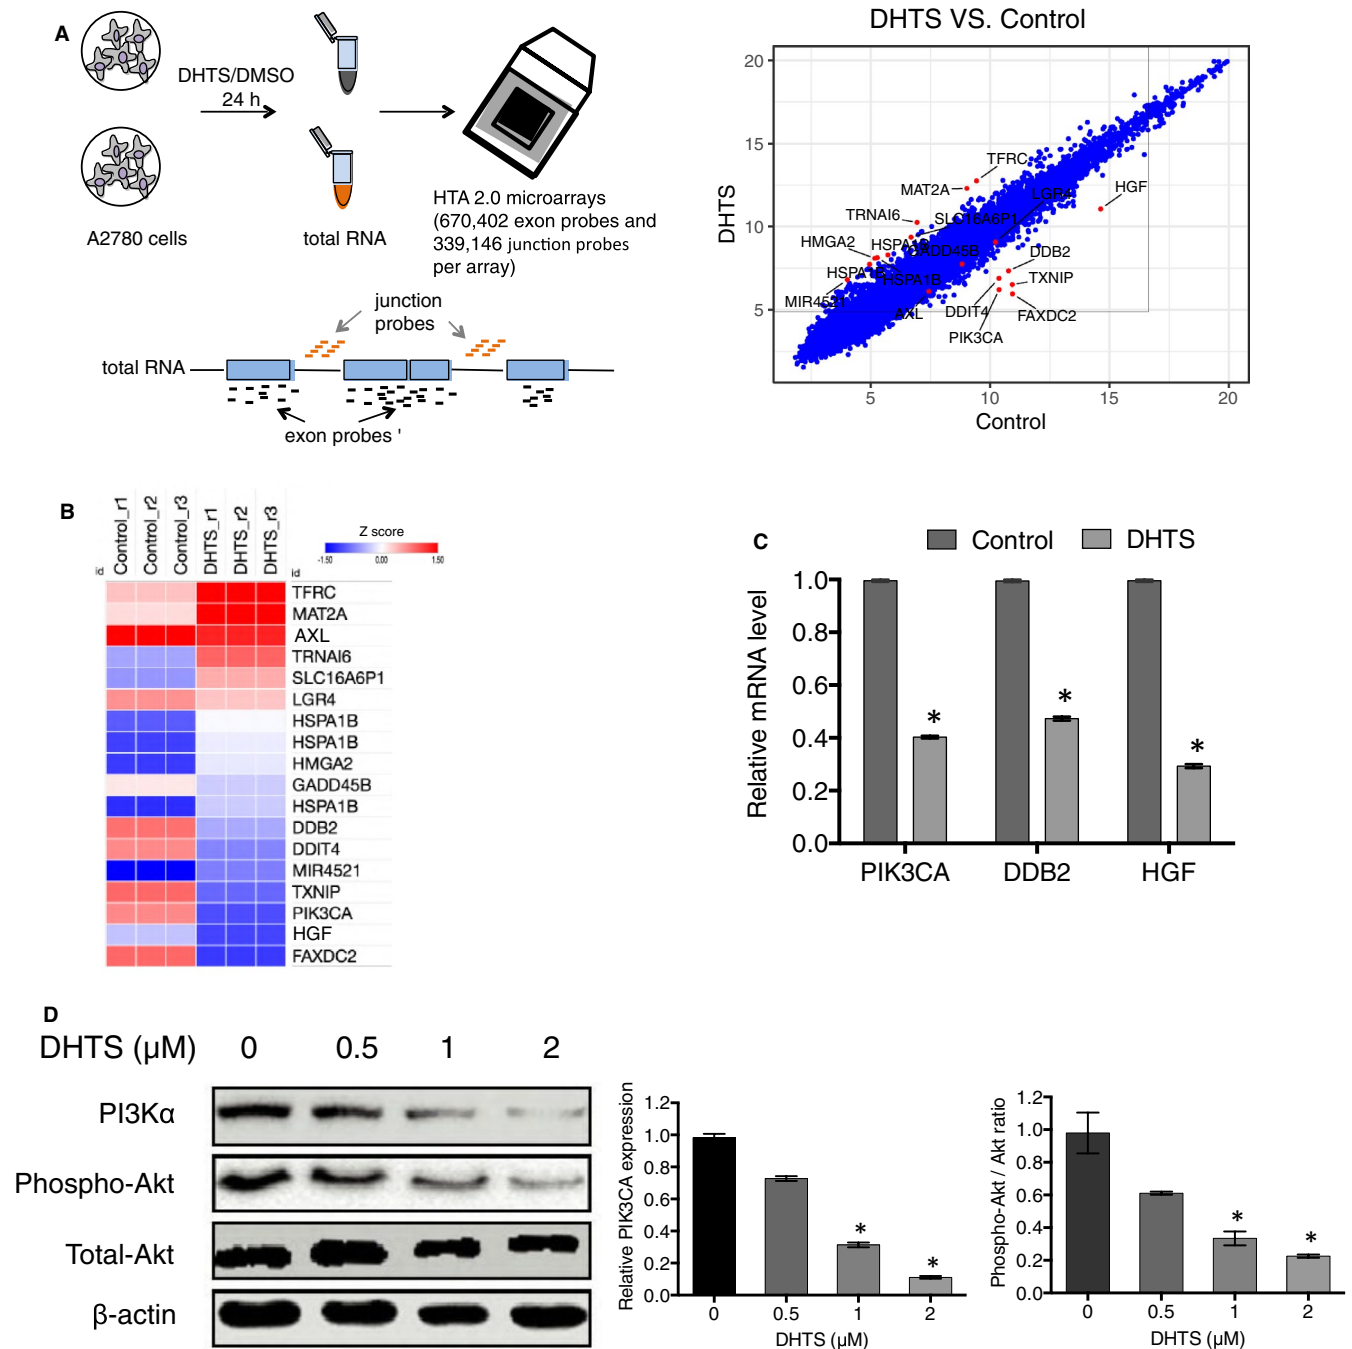 A
DHTS/DMSO
24 h
A2780 cells
total RNA
HTA 2.0 microarrays
(670,402 exon probes and
339,146 junction probes
per array)
junction
probes
total RNA
exon probes '
DHTS VS. Control
DHTS
20
15
10
5
TFRC
MAT2A
LGR4
HGF
TRNAI6
SLC16A6P1
HMGA2
HSPA1B
GADD45B
DDB2
HSPA1B
HSPA1B
TXNIP
MIR4521
AXL
DDIT4
FAXDC2
PIK3CA
5
10
15
20
Control
B
Control_r1
Control_r2
Control_r3
DHTS_r1
DHTS_r2
DHTS_r3
Z score
-1.50
0.00
1.50
id
id
TFRC
MAT2A
AXL
TRNAI6
SLC16A6P1
LGR4
HSPA1B
HSPA1B
HMGA2
GADD45B
HSPA1B
DDB2
DDIT4
MIR4521
TXNIP
PIK3CA
HGF
FAXDC2
C
Control
DHTS
Relative mRNA level
1.0
0.8
0.6
0.4
0.2
0.0
*
*
*
PIK3CA
DDB2
HGF
D
DHTS (μM) 0 0.5 1 2
PI3Kα
Phospho-Akt
Total-Akt
β-actin
Relative PIK3CA expression
1.2
1.0
0.8
0.6
0.4
0.2
0.0
*
*
0 0.5 1 2
DHTS (μM)
Phospho-Akt / Akt ratio
1.2
1.0
0.8
0.6
0.4
0.2
0.0
*
*
0 0.5 1 2
DHTS (μM)